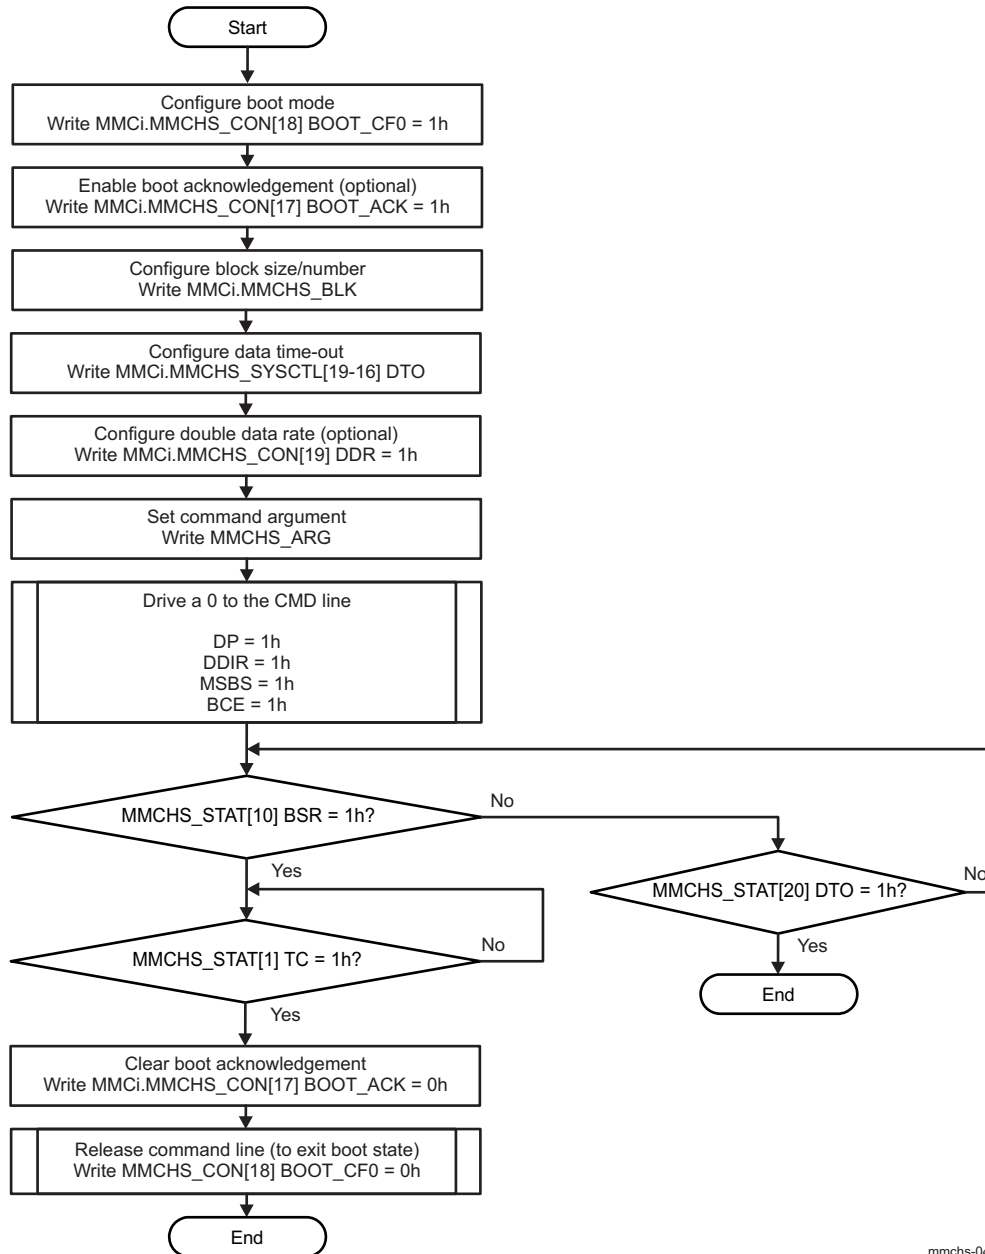 Start
Configure boot mode
Write MMCi.MMCHS_CON[18] BOOT_CF0 = 1h
Enable boot acknowledgement (optional)
Write MMCi.MMCHS_CON[17] BOOT_ACK = 1h
Configure block size/number
Write MMCi.MMCHS_BLK
Configure data time-out
Write MMCi.MMCHS_SYSCTL[19-16] DTO
Configure double data rate (optional)
Write MMCi.MMCHS_CON[19] DDR = 1h
Set command argument
Write MMCHS_ARG
Drive a 0 to the CMD line
DP = 1h
DDIR = 1h
MSBS = 1h
BCE = 1h
MMCHS_STAT[10] BSR = 1h?
No
Yes
MMCHS_STAT[20] DTO = 1h?
No
Yes
End
MMCHS_STAT[1] TC = 1h?
No
Yes
Clear boot acknowledgement
Write MMCi.MMCHS_CON[17] BOOT_ACK = 0h
Release command line (to exit boot state)
Write MMCHS_CON[18] BOOT_CF0 = 0h
End